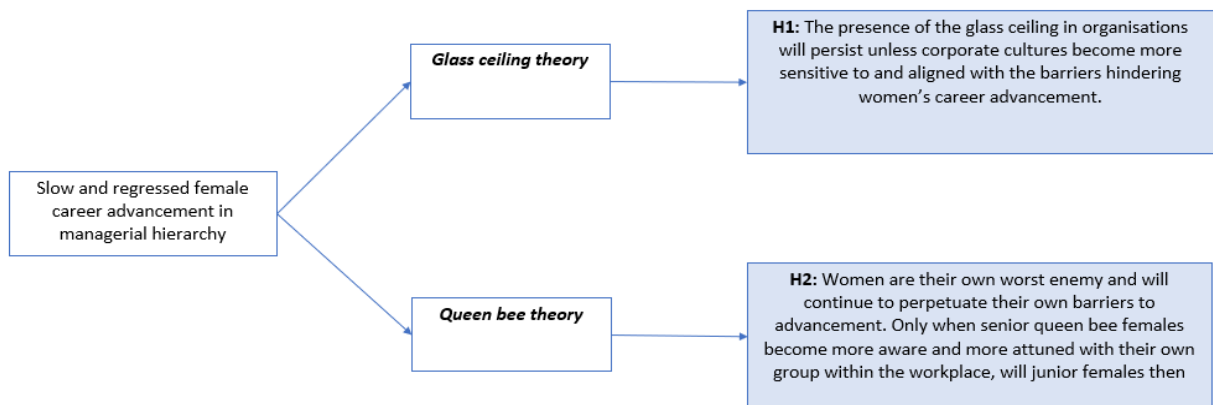 Slow and regressed female
career advancement in
managerial hierarchy
Glass ceiling theory
H1: The presence of the glass ceiling in organisations
will persist unless corporate cultures become more
sensitive to and aligned with the barriers hindering
women's career advancement.
Queen bee theory
H2: Women are their own worst enemy and will
continue to perpetuate their own barriers to
advancement. Only when senior queen bee females
become more aware and more attuned with their own
group within the workplace, will junior females then